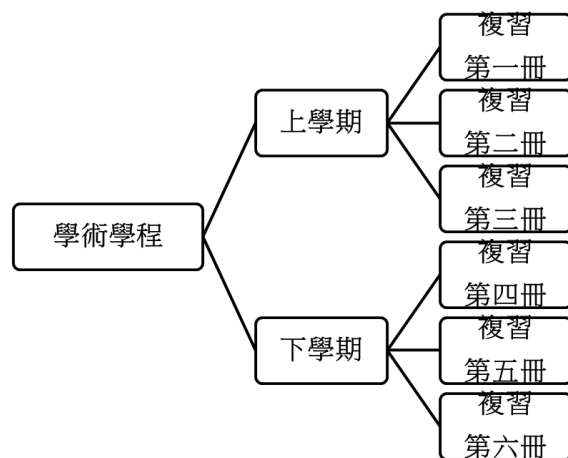 學術學程
上學期
複習
第一冊
複習
第二冊
複習
第三冊
下學期
複習
第四冊
複習
第五冊
複習
第六冊